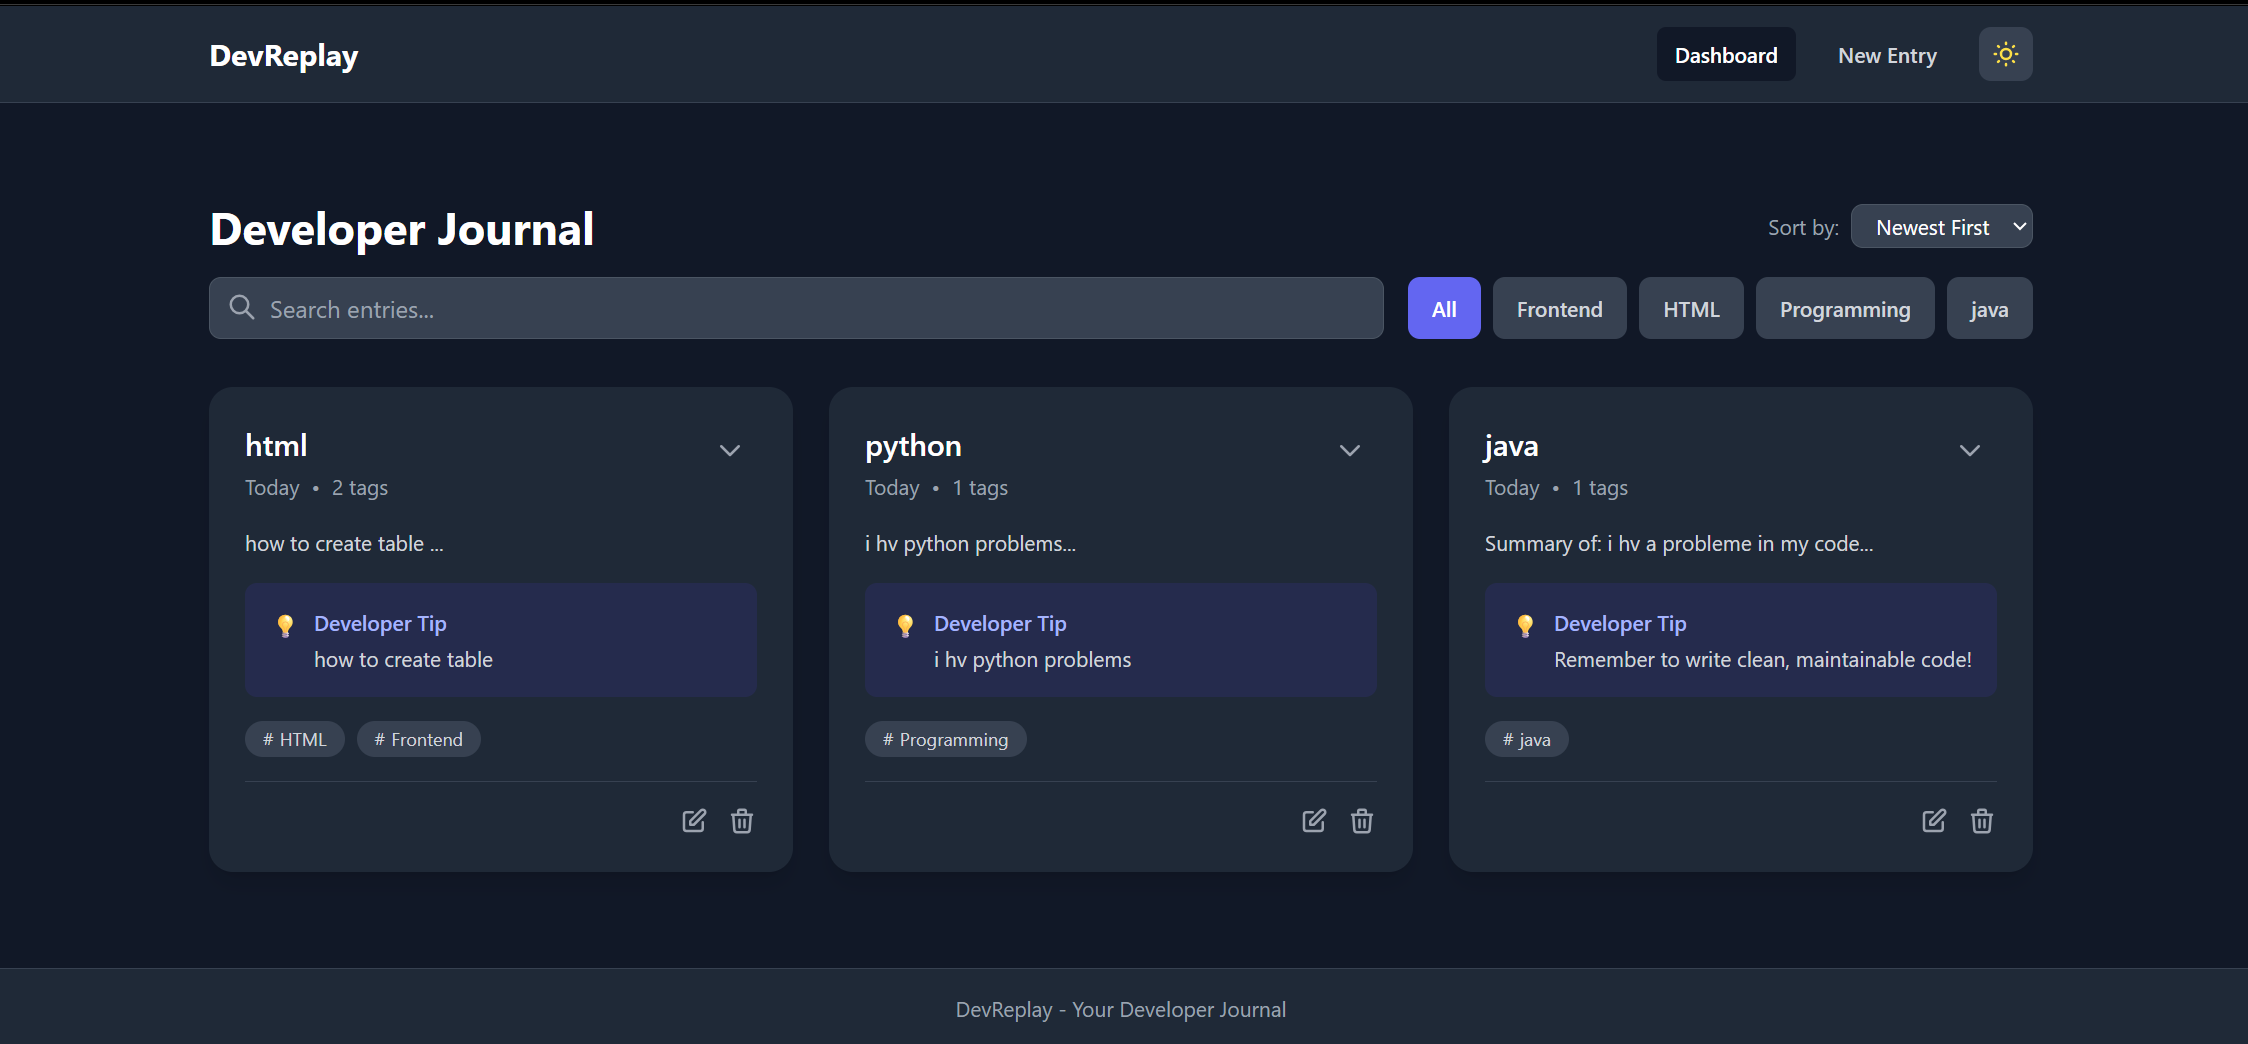 DevReplay
Dashboard
New Entry
Developer Journal
Sort by:
Newest First
Search entries...
All
Frontend
HTML
Programming
java
html
Today • 2 tags
how to create table ...
Developer Tip
how to create table
# HTML
# Frontend
python
Today • 1 tags
i hv python problems...
Developer Tip
i hv python problems
# Programming
java
Today • 1 tags
Summary of: i hv a probleme in my code...
Developer Tip
Remember to write clean, maintainable code!
# java
DevReplay - Your Developer Journal